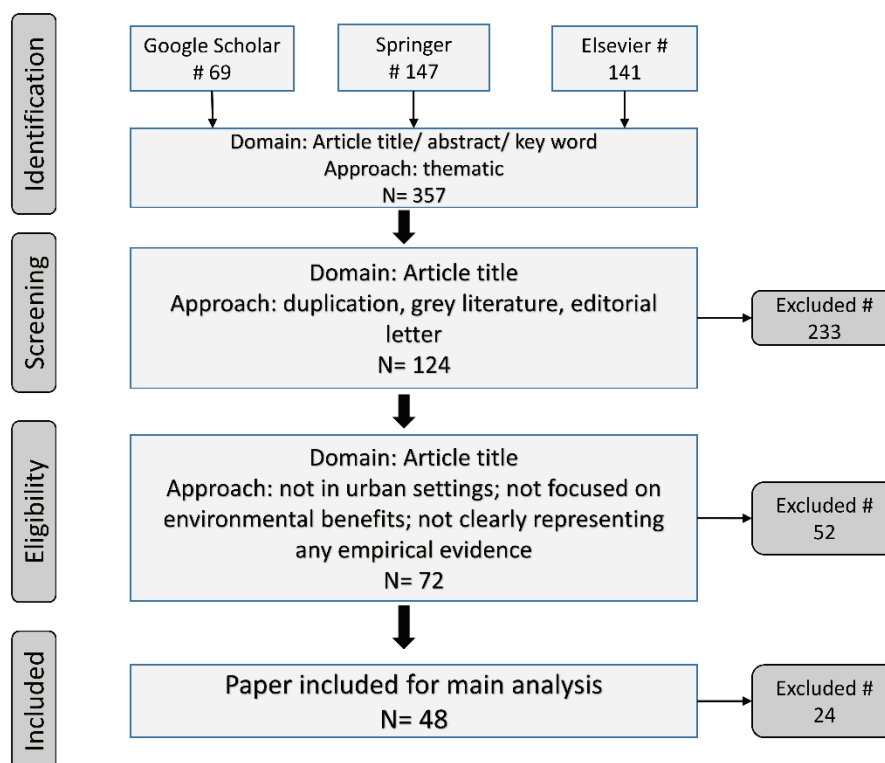 Identification
Google Scholar
# 69
Springer
# 147
Elsevier #
141
Domain: Article title/ abstract/ key word
Approach: thematic
N= 357
Screening
Domain: Article title
Approach: duplication, grey literature, editorial
letter
N= 124
Excluded #
233
Eligibility
Domain: Article title
Approach: not in urban settings; not focused on
environmental benefits; not clearly representing
any empirical evidence
N= 72
Excluded #
52
Included
Paper included for main analysis
N= 48
Excluded #
24